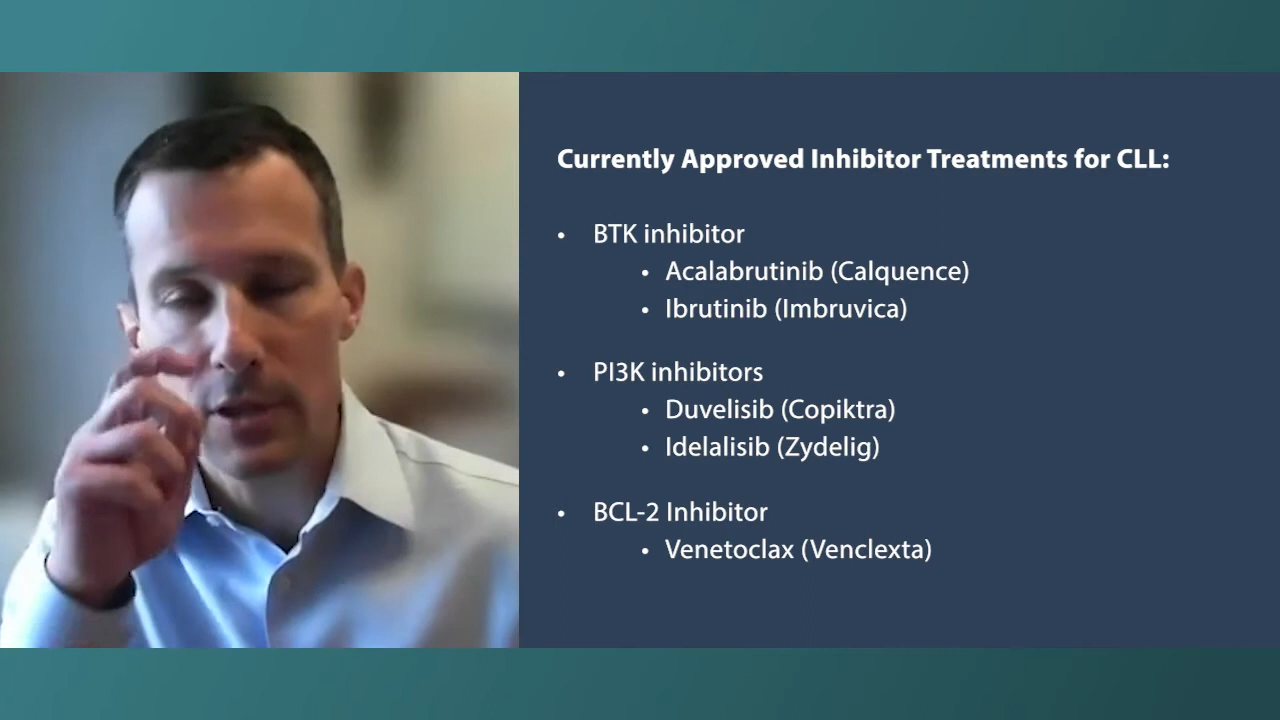 Currently Approved Inhibitor Treatments for CLL:
• BTK inhibitor
• Acalabrutinib (Calquence)
• Ibrutinib (Imbruvica)
• PI3K inhibitors
• Duvelisib (Copiktra)
• Idelalisib (Zydelig)
• BCL-2 Inhibitor
• Venetoclax (Venclexta)